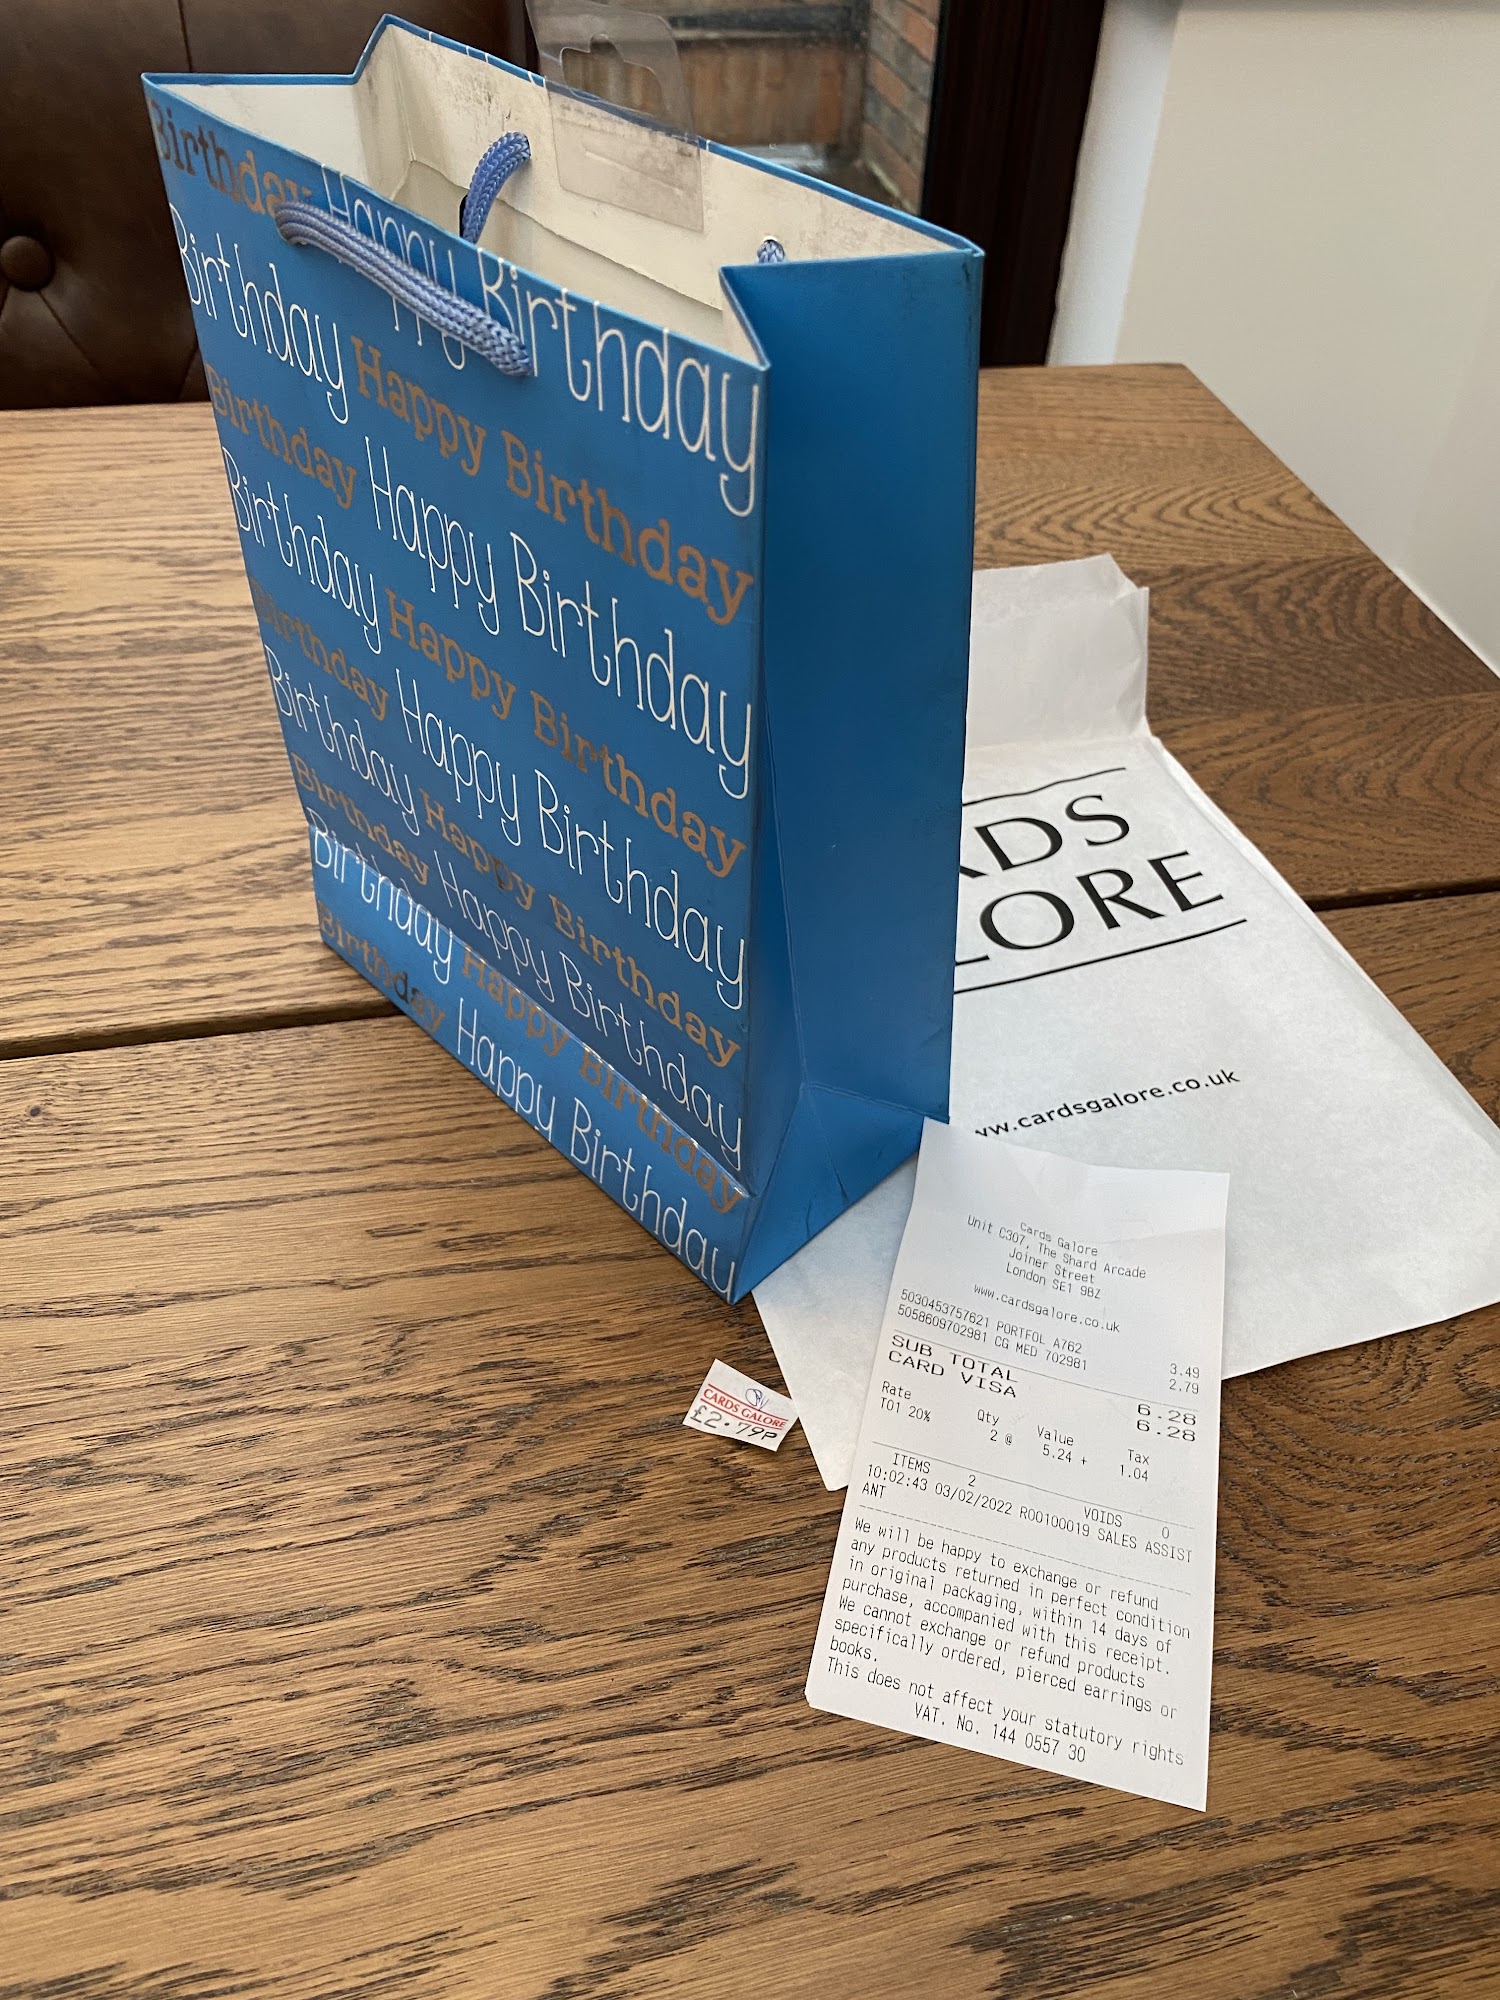 Birthday Happy Birthday
Birthday Happy Birthday
Birthday Happy Birthday
Birthday Happy Birthday
Birthday Happy Birthday
Birthday Happy Birthday
Birthday Happy Birthday
Birthday Happy Birthday
Birthday Happy Birthday
ADS
LORE
ww.cardsgalore.co.uk
CARDS GALORE
£2.79P
Cards Galore
Unit C307, The Shard Arcade
Joiner Street
London SE1 9BZ
www.cardsgalore.co.uk
5030453757621 PORTFOL A762 3.49
5058609702981 CG MED 702981 2.79
SUB TOTAL 6.28
CARD VISA 6.28
Rate Qty Value Tax
T01 20% 2 @ 5.24 + 1.04
ITEMS 2 VOIDS 0
10:02:43 03/02/2022 R00100019 SALES ASSIST
ANT
We will be happy to exchange or refund
any products returned in perfect condition
in original packaging, within 14 days of
purchase, accompanied with this receipt.
We cannot exchange or refund products
specifically ordered, pierced earrings or
books.
This does not affect your statutory rights
VAT. No. 144 0557 30